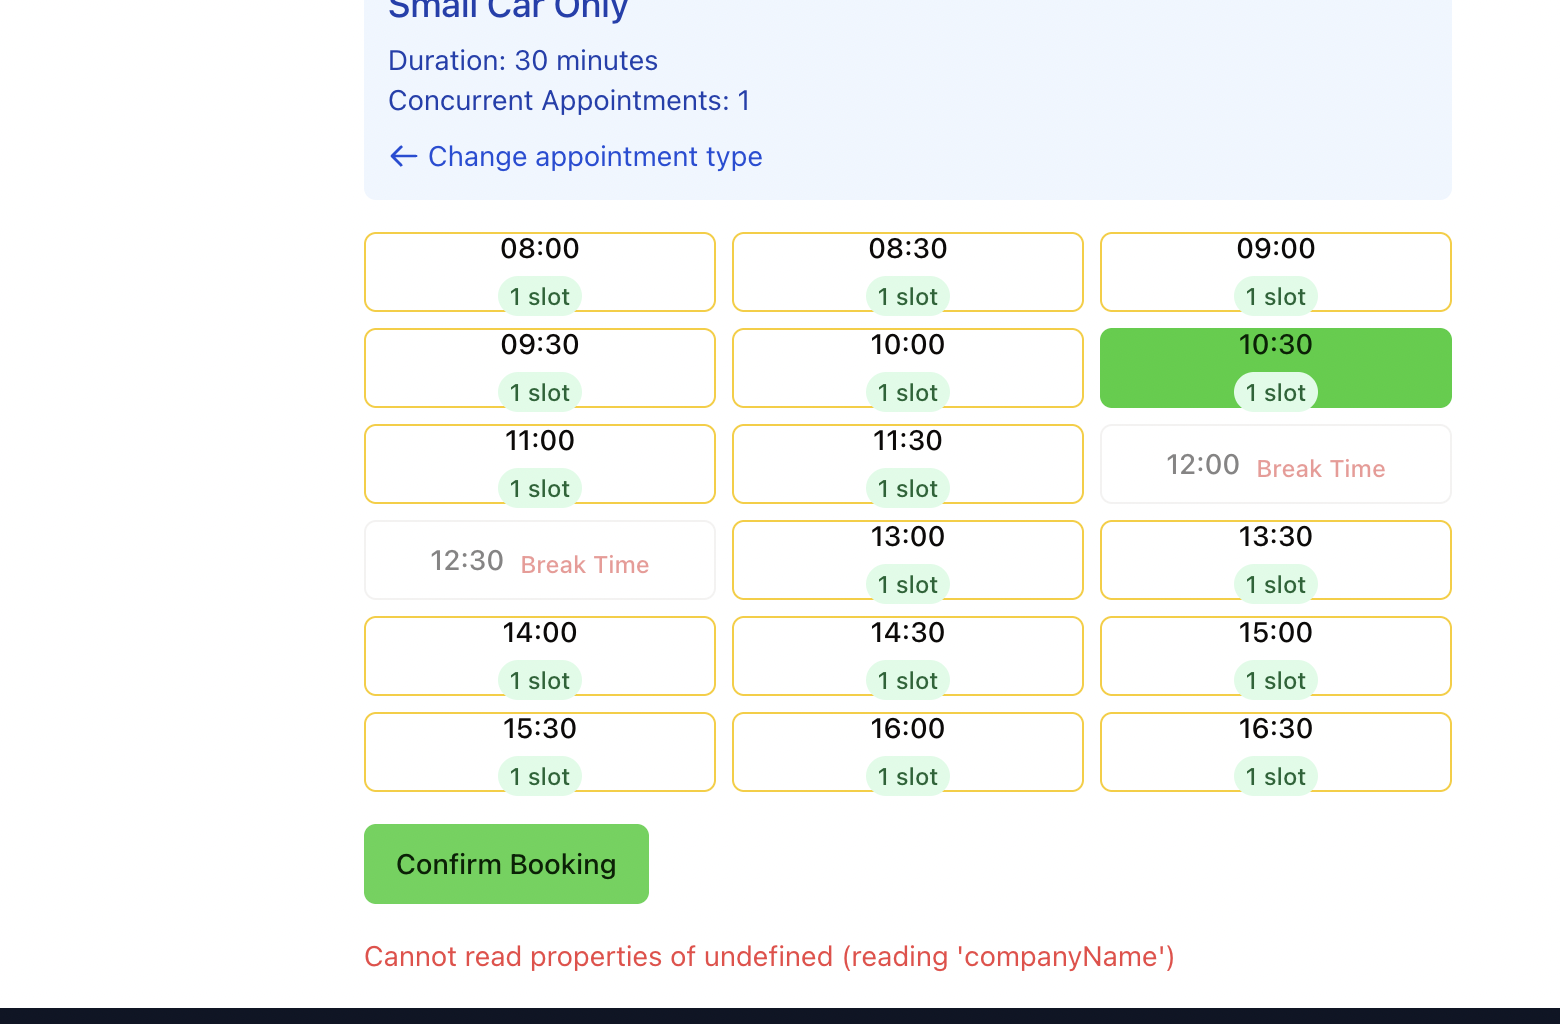 Small Car Only
Duration: 30 minutes
Concurrent Appointments: 1
← Change appointment type
08:00
1 slot
08:30
1 slot
09:00
1 slot
09:30
1 slot
10:00
1 slot
10:30
1 slot
11:00
1 slot
11:30
1 slot
12:00 Break Time
12:30 Break Time
13:00
1 slot
13:30
1 slot
14:00
1 slot
14:30
1 slot
15:00
1 slot
15:30
1 slot
16:00
1 slot
16:30
1 slot
Confirm Booking
Cannot read properties of undefined (reading 'companyName')